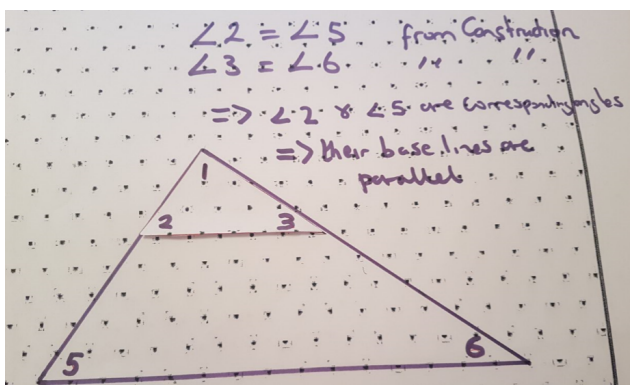 ∠2 = ∠5 from Construction
∠3 = ∠6. " "
=> ∠2 & ∠5 are corresponding angles
=> their base lines are
parallel
1
2 3
5 6